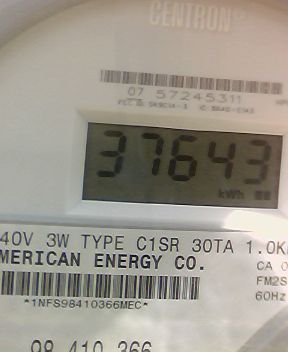 CENTRON
07 57245311
37643
kWh
40V 3W TYPE C1SR 30TA 1.0K
MERICAN ENERGY CO.
CA 0
FM2S
60Hz
*1NFS98410366MEC*
98 410 366